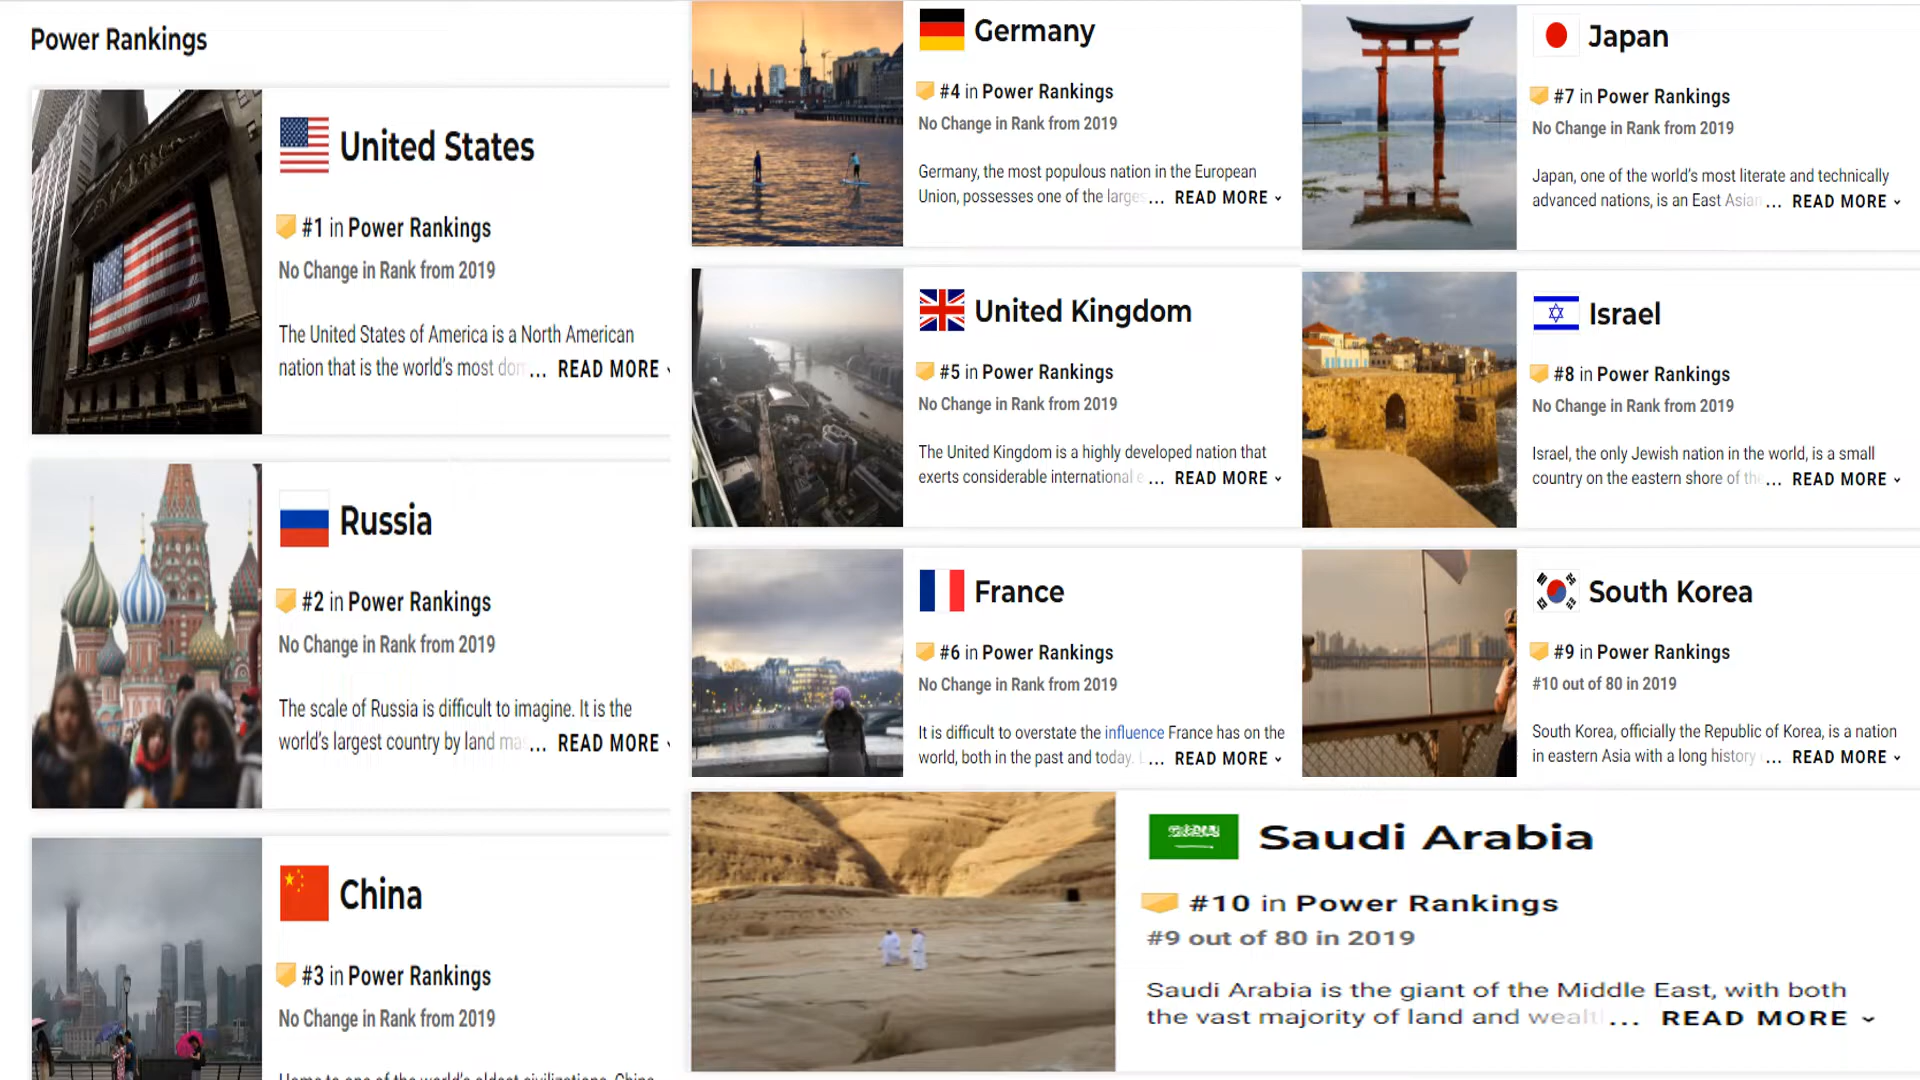 Power Rankings
United States
#1 in Power Rankings
No Change in Rank from 2019
The United States of America is a North American
nation that is the world's most dom... READ MORE
Russia
#2 in Power Rankings
No Change in Rank from 2019
The scale of Russia is difficult to imagine. It is the
world's largest country by land ma... READ MORE
China
#3 in Power Rankings
No Change in Rank from 2019
Home to one of the world's oldest civilizations, China
Germany
#4 in Power Rankings
No Change in Rank from 2019
Germany, the most populous nation in the European
Union, possesses one of the larges... READ MORE
United Kingdom
#5 in Power Rankings
No Change in Rank from 2019
The United Kingdom is a highly developed nation that
exerts considerable international e... READ MORE
France
#6 in Power Rankings
No Change in Rank from 2019
It is difficult to overstate the influence France has on the
world, both in the past and today. L... READ MORE
Japan
#7 in Power Rankings
No Change in Rank from 2019
Japan, one of the world's most literate and technically
advanced nations, is an East Asian... READ MORE
Israel
#8 in Power Rankings
No Change in Rank from 2019
Israel, the only Jewish nation in the world, is a small
country on the eastern shore of the... READ MORE
South Korea
#9 in Power Rankings
#10 out of 80 in 2019
South Korea, officially the Republic of Korea, is a nation
in eastern Asia with a long history ... READ MORE
Saudi Arabia
#10 in Power Rankings
#9 out of 80 in 2019
Saudi Arabia is the giant of the Middle East, with both
the vast majority of land and wealt... READ MORE